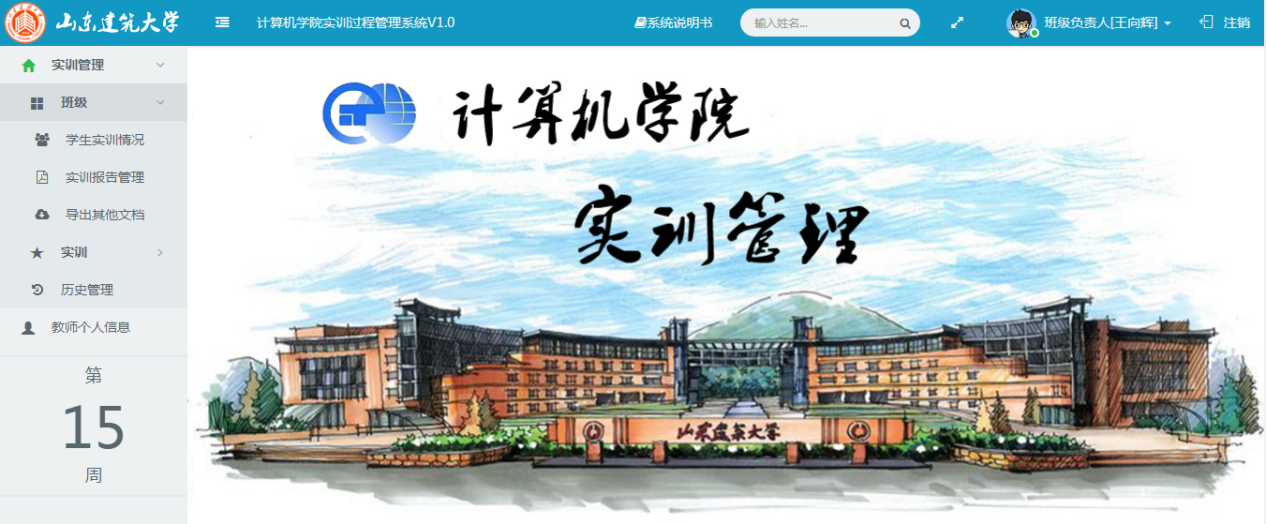 山东建筑大学
计算机学院实训过程管理系统V1.0
系统说明书
输入姓名...
班级负责人[王向辉]
注销
实训管理
班级
学生实训情况
实训报告管理
导出其他文档
实训
历史管理
教师个人信息
第
15
周
计算机学院
实训管理
山东建筑大学